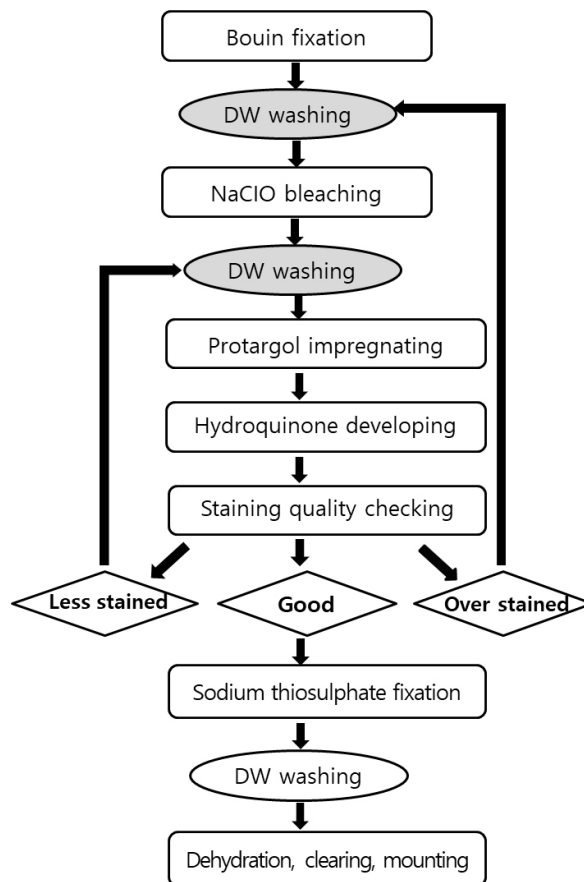 Bouin fixation
DW washing
NaClO bleaching
DW washing
Protargol impregnating
Hydroquinone developing
Staining quality checking
Less stained
Good
Over stained
Sodium thiosulphate fixation
DW washing
Dehydration, clearing, mounting